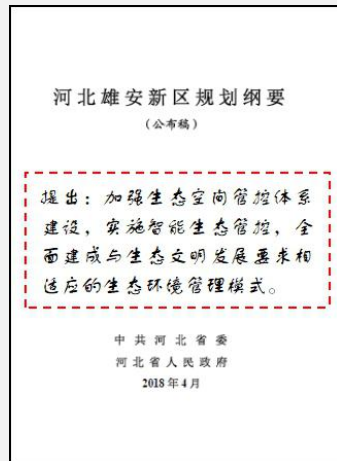 河北雄安新区规划纲要
（公布稿）
提出：加强生态空间管控体系
建设，实施智能生态管控，全
面建成与生态文明发展要求相
适应的生态环境管理模式。
中共河北省委
河北省人民政府
2018年4月